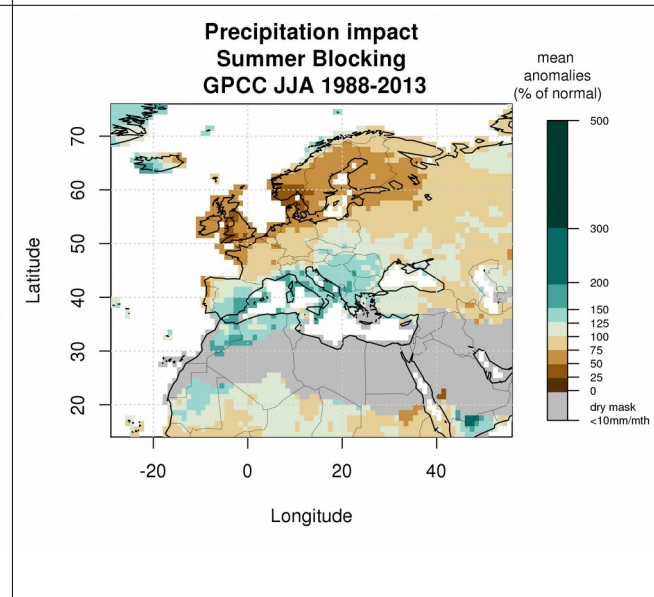 Precipitation impact
Summer Blocking
GPCC JJA 1988-2013
mean
anomalies
(% of normal)
500
300
200
150
125
100
75
50
25
0
dry mask
<10mm/mth
70
60
50
40
30
20
Latitude
-20 0 20 40
Longitude